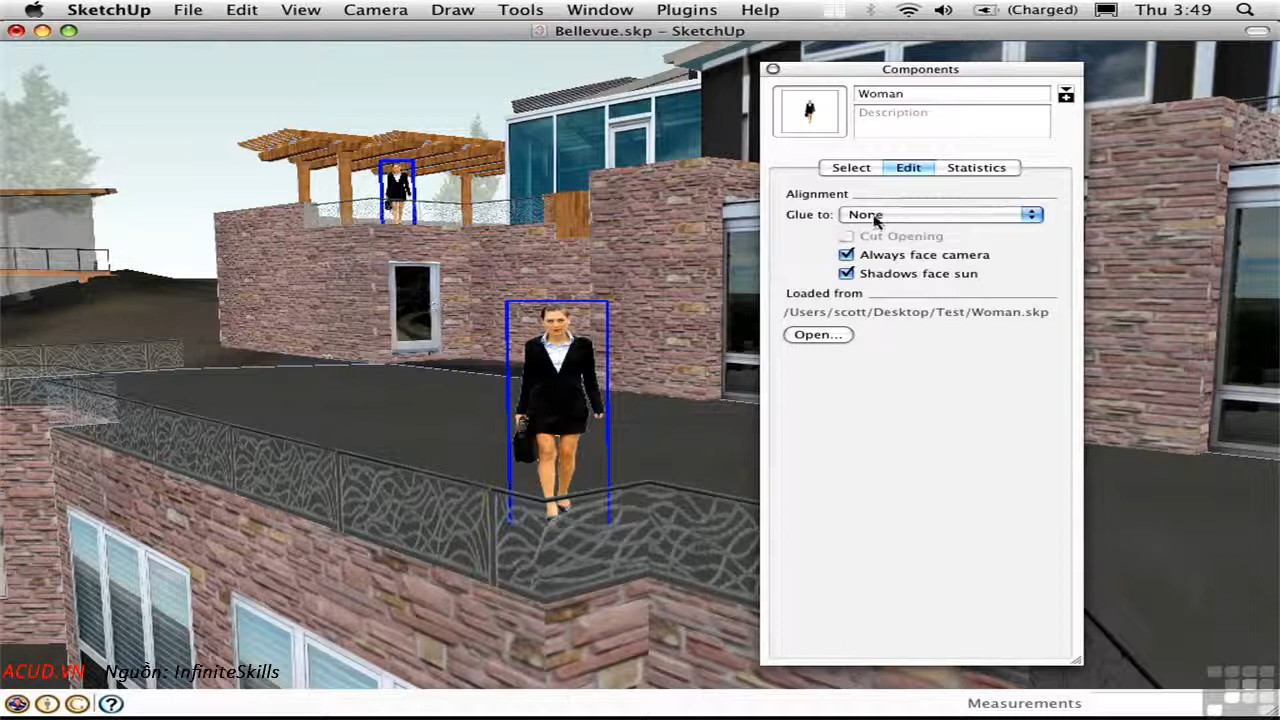 SketchUp File Edit View Camera Draw Tools Window Plugins Help (Charged) Thu 3:49
Bellevue.skp – SketchUp
Components
Woman
Description
Select Edit Statistics
Alignment
Glue to: None
Cut Opening
Always face camera
Shadows face sun
Loaded from
/Users/scott/Desktop/Test/Woman.skp
Open...
ACUD.VN Nguồn: InfiniteSkills
Measurements